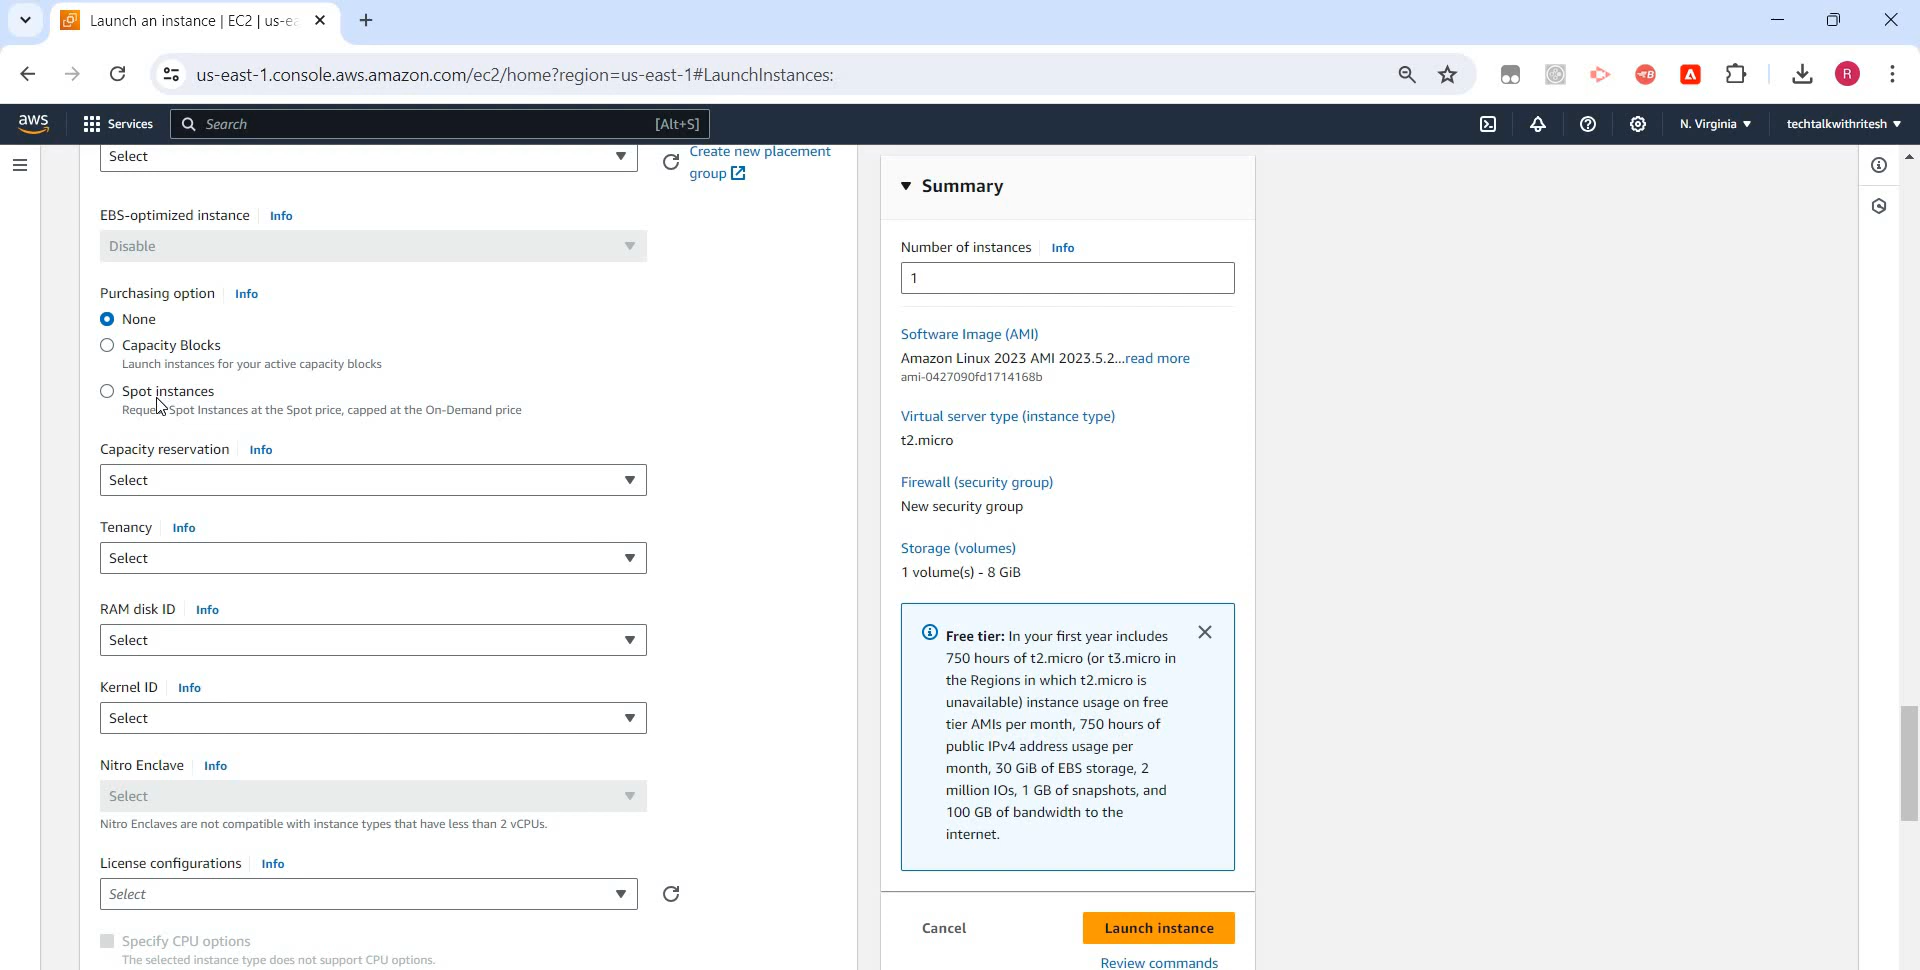 Launch an instance | EC2 | us-ea
us-east-1.console.aws.amazon.com/ec2/home?region=us-east-1#LaunchInstances:
R
aws
Services
Search
[Alt+S]
N. Virginia
techtalkwithritesh
Select
Create new placement
group
EBS-optimized instance
Info
Disable
Purchasing option
Info
None
Capacity Blocks
Launch instances for your active capacity blocks
Spot instances
Reque Spot Instances at the Spot price, capped at the On-Demand price
Capacity reservation
Info
Select
Tenancy
Info
Select
RAM disk ID
Info
Select
Kernel ID
Info
Select
Nitro Enclave
Info
Select
Nitro Enclaves are not compatible with instance types that have less than 2 vCPUs.
License configurations
Info
Select
Specify CPU options
The selected instance type does not support CPU options.
Summary
Number of instances
Info
1
Software Image (AMI)
Amazon Linux 2023 AMI 2023.5.2...read more
ami-0427090fd1714168b
Virtual server type (instance type)
t2.micro
Firewall (security group)
New security group
Storage (volumes)
1 volume(s) - 8 GiB
Free tier: In your first year includes
750 hours of t2.micro (or t3.micro in
the Regions in which t2.micro is
unavailable) instance usage on free
tier AMIs per month, 750 hours of
public IPv4 address usage per
month, 30 GiB of EBS storage, 2
million IOs, 1 GB of snapshots, and
100 GB of bandwidth to the
internet.
Cancel
Launch instance
Review commands